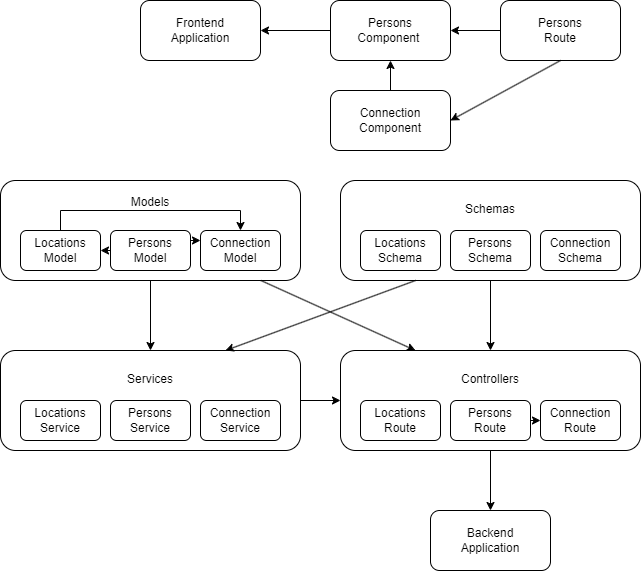 Frontend
Application
Persons
Component
Persons
Route
Connection
Component
Models
Locations
Model
Persons
Model
Connection
Model
Schemas
Locations
Schema
Persons
Schema
Connection
Schema
Services
Locations
Service
Persons
Service
Connection
Service
Controllers
Locations
Route
Persons
Route
Connection
Route
Backend
Application